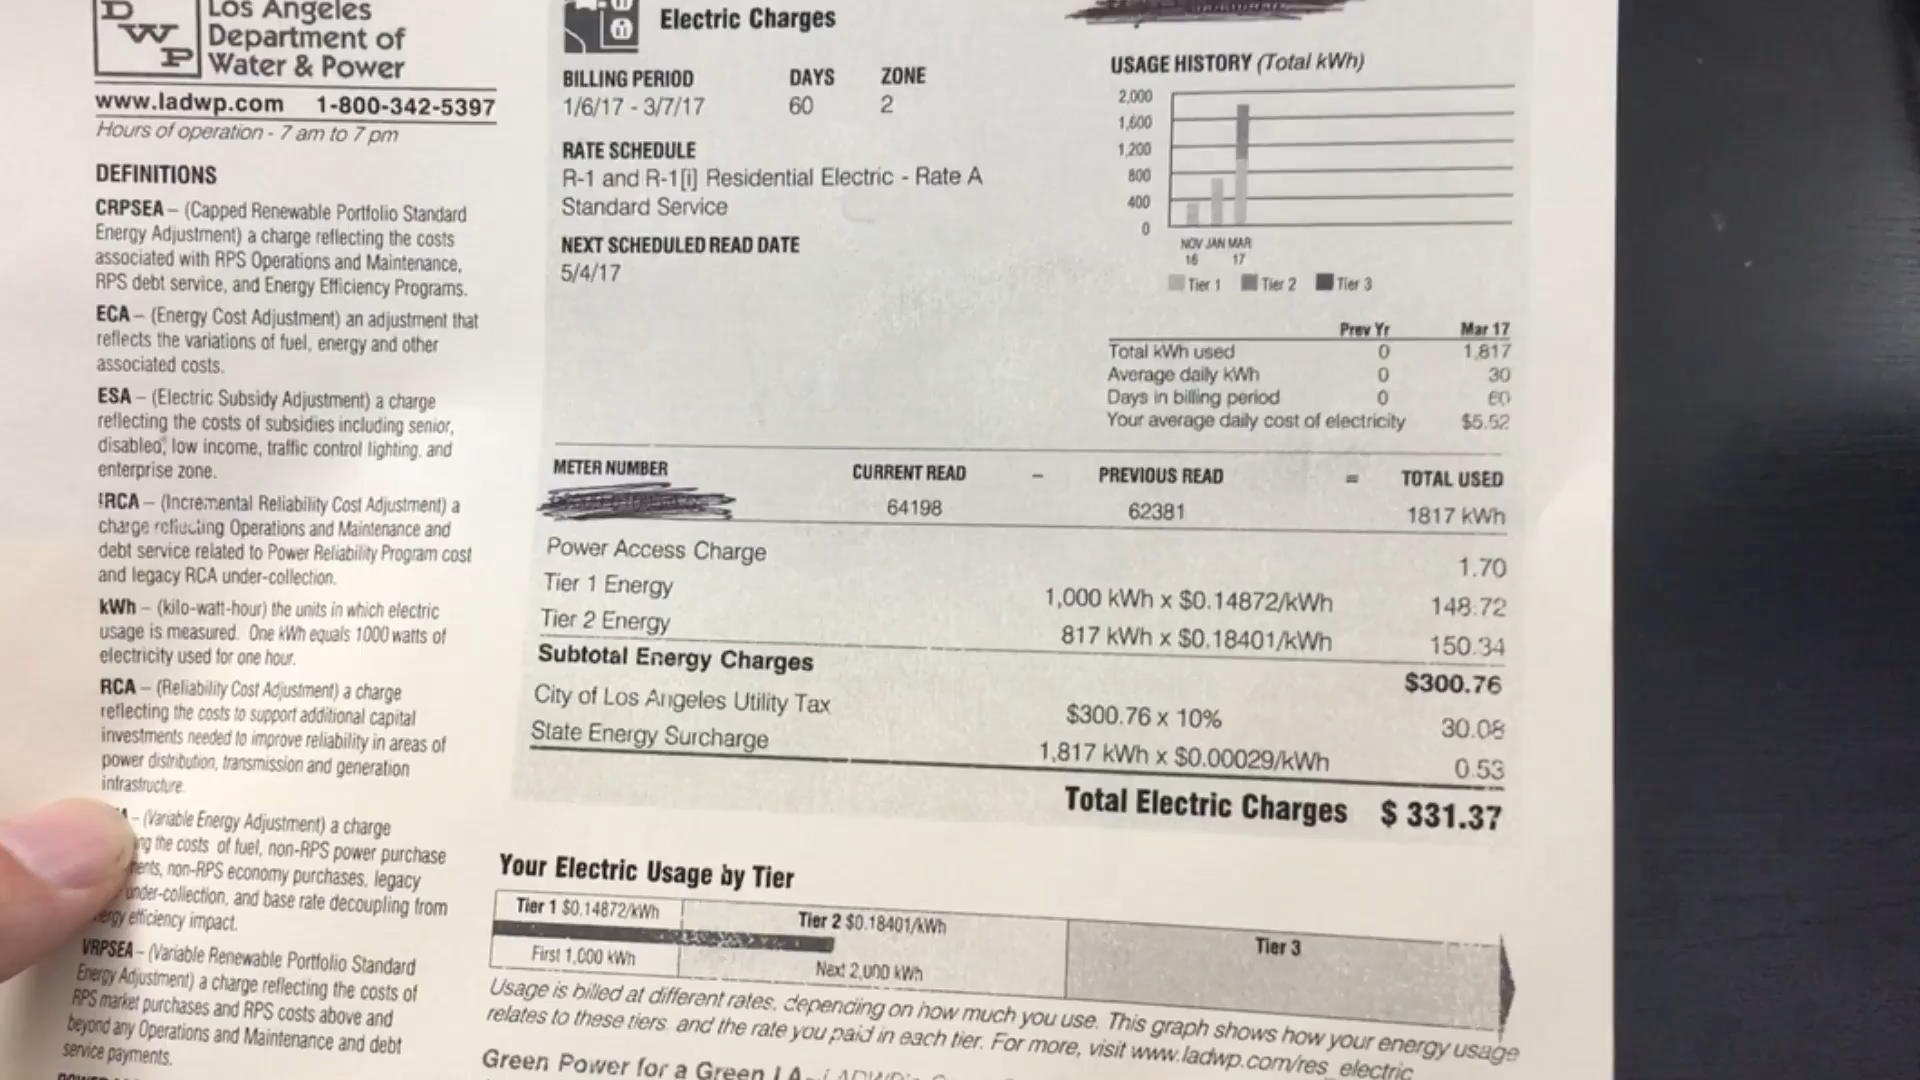 DWP
Los Angeles
Department of
Water & Power
www.ladwp.com 1-800-342-5397
Hours of operation - 7 am to 7 pm
DEFINITIONS
CRPSEA – (Capped Renewable Portfolio Standard
Energy Adjustment) a charge reflecting the costs
associated with RPS Operations and Maintenance,
RPS debt service, and Energy Efficiency Programs.
ECA – (Energy Cost Adjustment) an adjustment that
reflects the variations of fuel, energy and other
associated costs.
ESA – (Electric Subsidy Adjustment) a charge
reflecting the costs of subsidies including senior,
disabled, low income, traffic control lighting, and
enterprise zone.
IRCA – (Incremental Reliability Cost Adjustment) a
charge reflecting Operations and Maintenance and
debt service related to Power Reliability Program cost
and legacy RCA under-collection.
kWh – (kilo-watt-hour) the units in which electric
usage is measured. One kWh equals 1000 watts of
electricity used for one hour.
RCA – (Reliability Cost Adjustment) a charge
reflecting the costs to support additional capital
investments needed to improve reliability in areas of
power distribution, transmission and generation
infrastructure.
– (Variable Energy Adjustment) a charge
the costs of fuel, non-RPS power purchase
non-RPS economy purchases, legacy
under-collection, and base rate decoupling from
efficiency impact.
VRPSEA – (Variable Renewable Portfolio Standard
Energy Adjustment) a charge reflecting the costs of
RPS market purchases and RPS costs above and
beyond any Operations and Maintenance and debt
service payments.
Electric Charges
BILLING PERIOD DAYS ZONE
1/6/17 - 3/7/17 60 2
RATE SCHEDULE
R-1 and R-1[i] Residential Electric - Rate A
Standard Service
NEXT SCHEDULED READ DATE
5/4/17
USAGE HISTORY (Total kWh)
2,000
1,600
1,200
800
400
0
NOV JAN MAR
16 17
Tier 1 Tier 2 Tier 3
Prev Yr Mar 17
Total kWh used 0 1,817
Average daily kWh 0 30
Days in billing period 0 60
Your average daily cost of electricity $5.52
METER NUMBER CURRENT READ – PREVIOUS READ = TOTAL USED
64198 62381 1817 kWh
Power Access Charge 1.70
Tier 1 Energy 1,000 kWh x $0.14872/kWh 148.72
Tier 2 Energy 817 kWh x $0.18401/kWh 150.34
Subtotal Energy Charges $300.76
City of Los Angeles Utility Tax $300.76 x 10% 30.08
State Energy Surcharge 1,817 kWh x $0.00029/kWh 0.53
Total Electric Charges $ 331.37
Your Electric Usage by Tier
Tier 1 $0.14872/kWh Tier 2 $0.18401/kWh Tier 3
First 1,000 kWh Next 2,000 kWh
Usage is billed at different rates, depending on how much you use. This graph shows how your energy usage
relates to these tiers, and the rate you paid in each tier. For more, visit www.ladwp.com/res_electric
Green Power for a Green LA